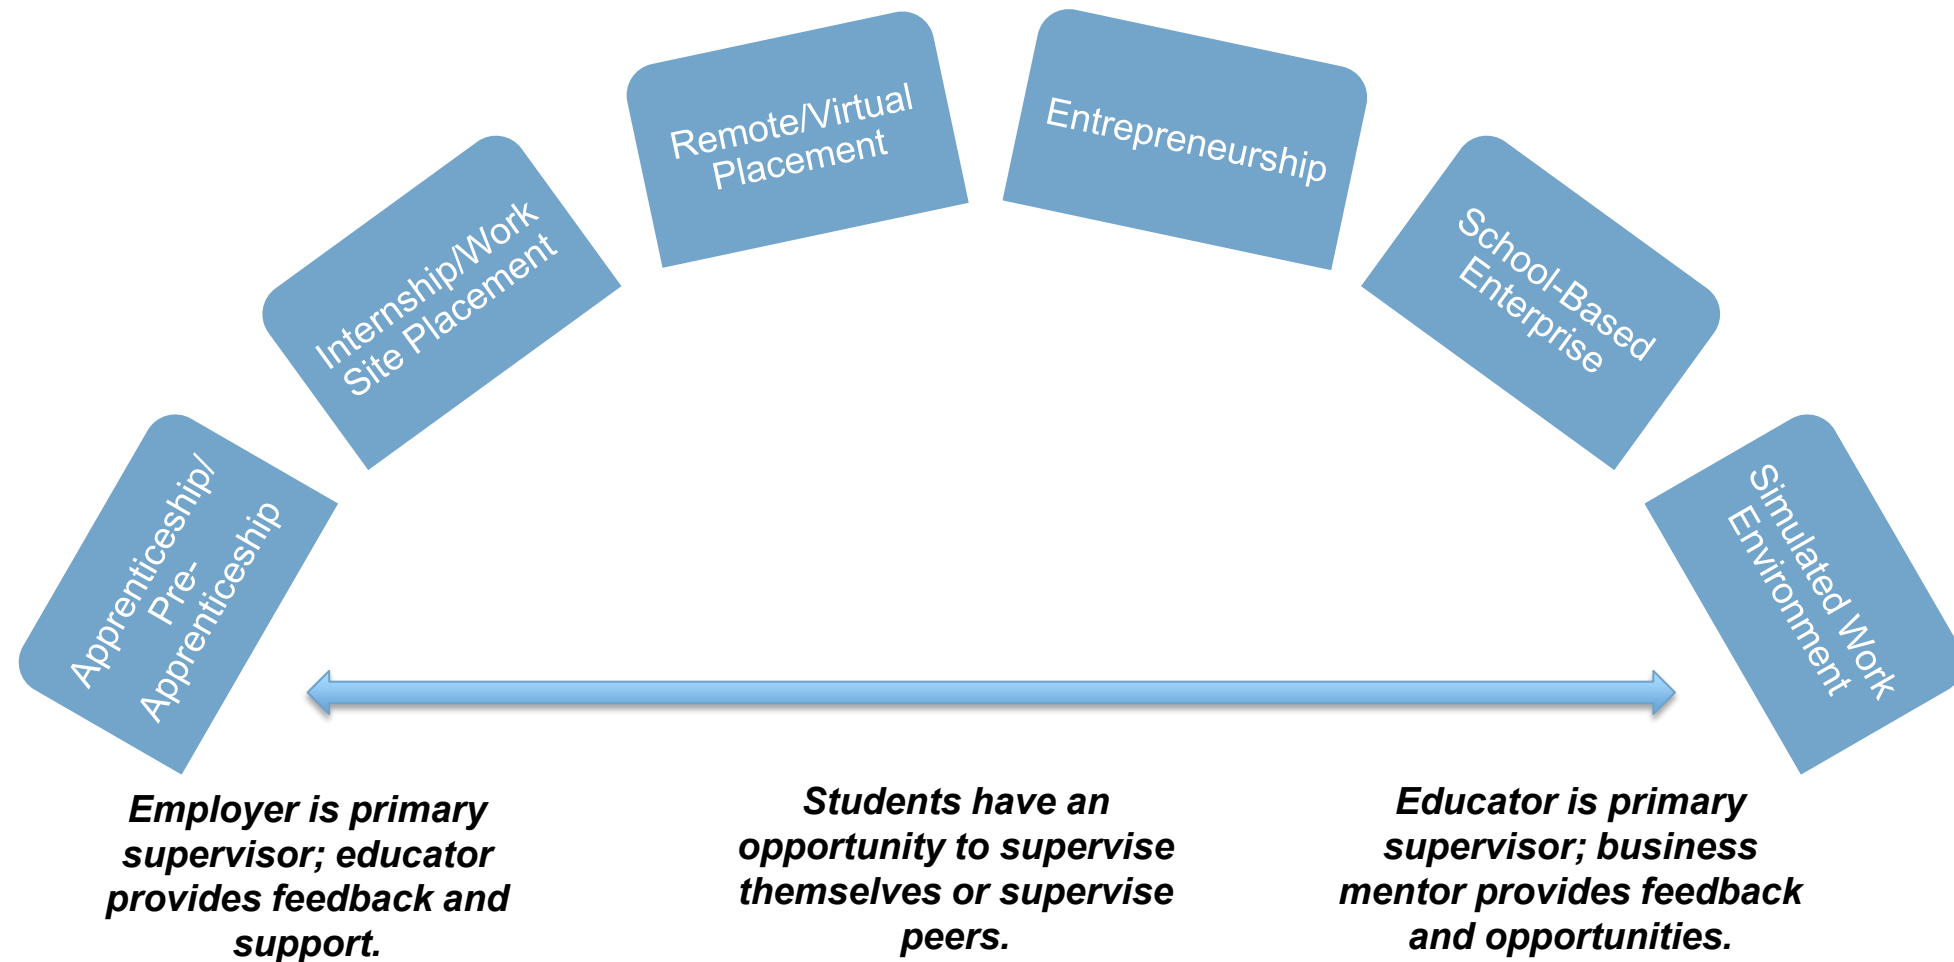 Apprenticeship/
Pre-
Apprenticeship
Internship/Work
Site Placement
Remote/Virtual
Placement
Entrepreneurship
School-Based
Enterprise
Simulated Work
Environment
Employer is primary
supervisor; educator
provides feedback and
support.
Students have an
opportunity to supervise
themselves or supervise
peers.
Educator is primary
supervisor; business
mentor provides feedback
and opportunities.